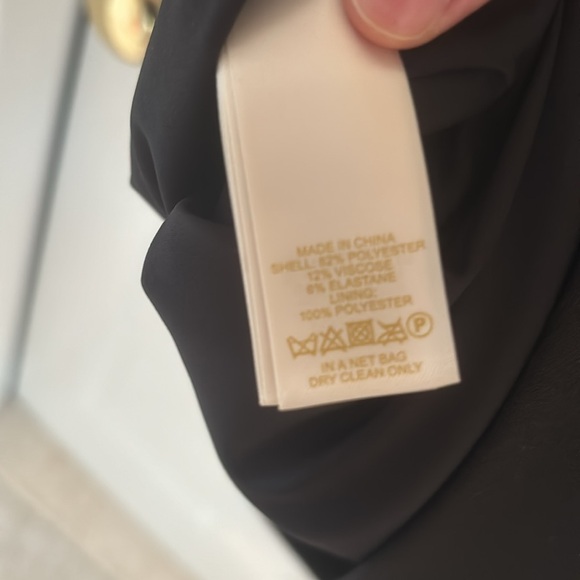 MADE IN CHINA
SHELL: 82% POLYESTER
12% VISCOSE
6% ELASTANE
LINING:
100% POLYESTER
P
IN A NET BAG
DRY CLEAN ONLY